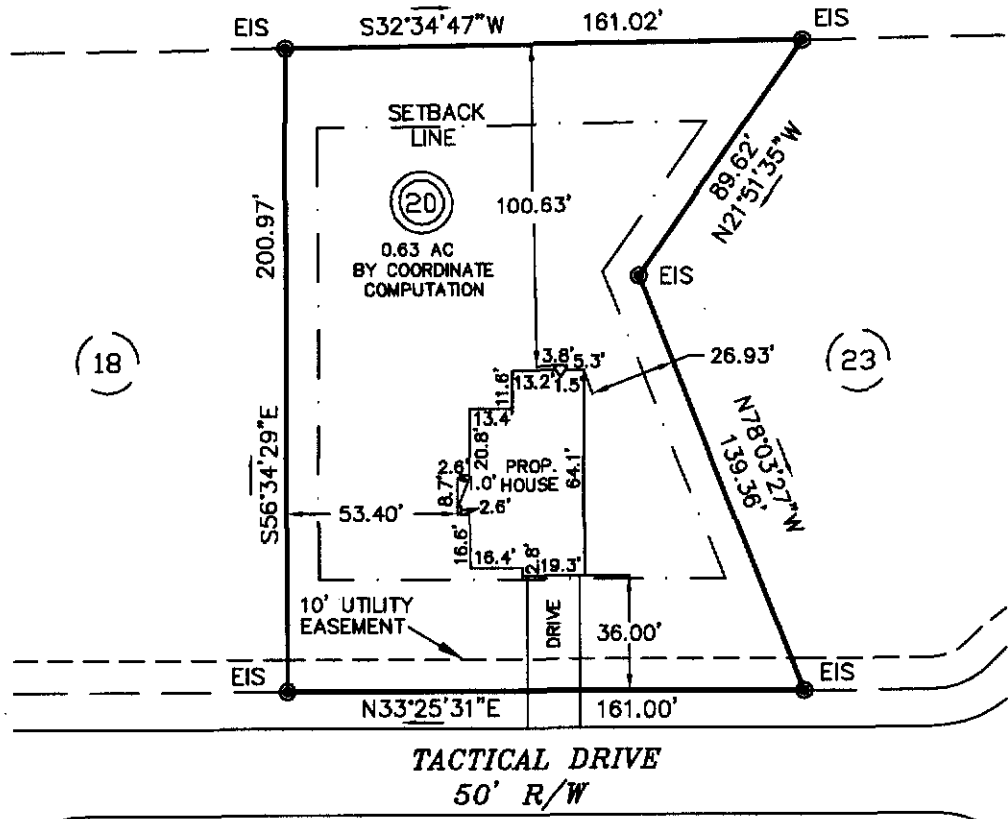 EIS
S32°34'47"W
161.02'
EIS
SETBACK
LINE
89.62'
N21°51'35"W
200.97'
20
100.63'
0.63 AC
BY COORDINATE
COMPUTATION
EIS
18
3.8'
5.3'
26.93'
23
13.2'
1.5'
11.6'
13.4'
20.8'
PROP.
HOUSE
64.1'
N78°03'27"W
139.36'
2.6'
1.0'
8.7'
2.6'
S56°34'29"E
53.40'
16.6'
16.4'
2.8'
19.3'
10' UTILITY
EASEMENT
DRIVE
36.00'
EIS
EIS
N33°25'31"E
161.00'
TACTICAL DRIVE
50' R/W